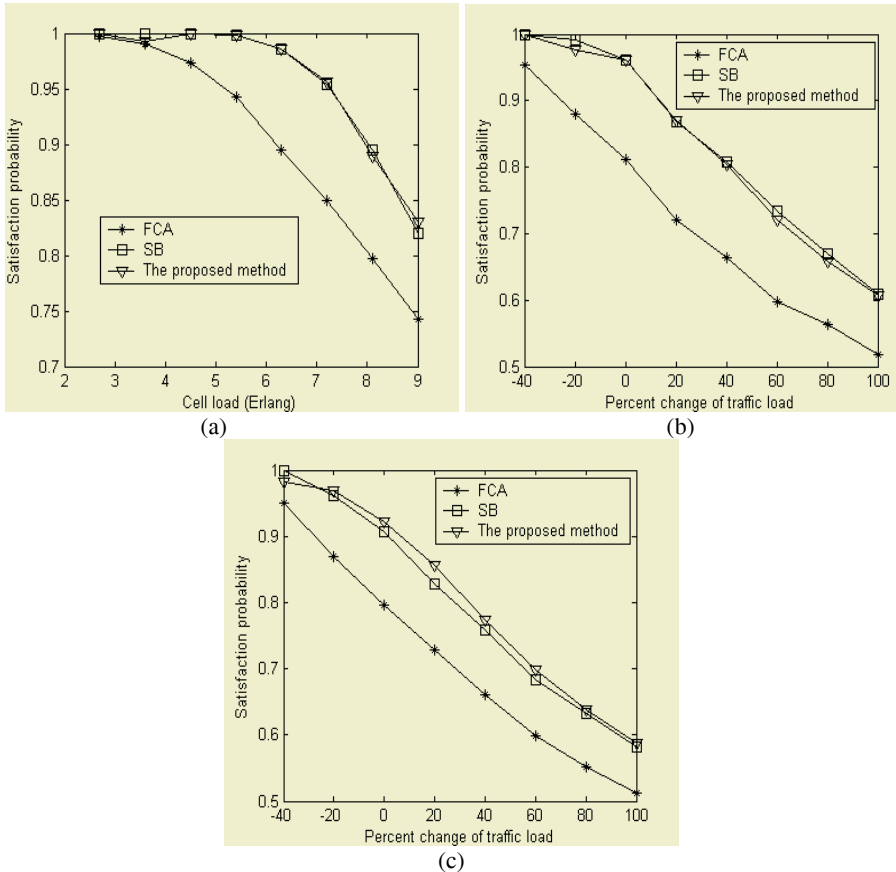 1
0.95
0.9
0.85
0.8
0.75
0.7
Satisfaction probability
FCA
SB
The proposed method
2 3 4 5 6 7 8 9
Cell load (Erlang)
(a)
1
0.9
0.8
0.7
0.6
0.5
Satisfaction probability
FCA
SB
The proposed method
-40 -20 0 20 40 60 80 100
Percent change of traffic load
(b)
1
0.9
0.8
0.7
0.6
0.5
Satisfaction probability
FCA
SB
The proposed method
-40 -20 0 20 40 60 80 100
Percent change of traffic load
(c)